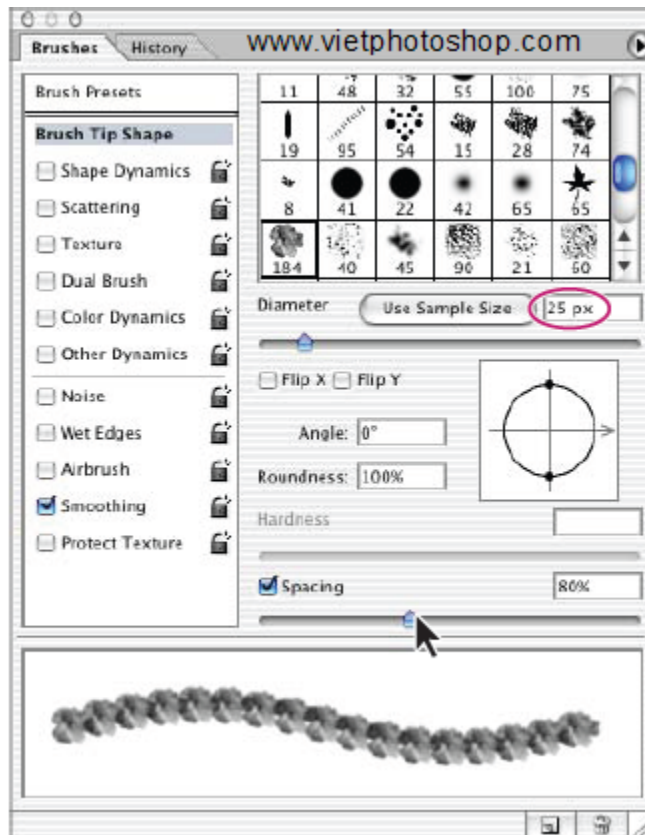 Brushes History www.vietphotoshop.com
Brush Presets
Brush Tip Shape
Shape Dynamics
Scattering
Texture
Dual Brush
Color Dynamics
Other Dynamics
Noise
Wet Edges
Airbrush
Smoothing
Protect Texture
11 48 32 55 100 75
19 95 54 15 28 74
8 41 22 42 65 65
184 40 45 90 21 60
Diameter Use Sample Size 25 px
Flip X Flip Y
Angle: 0°
Roundness: 100%
Hardness
Spacing 80%